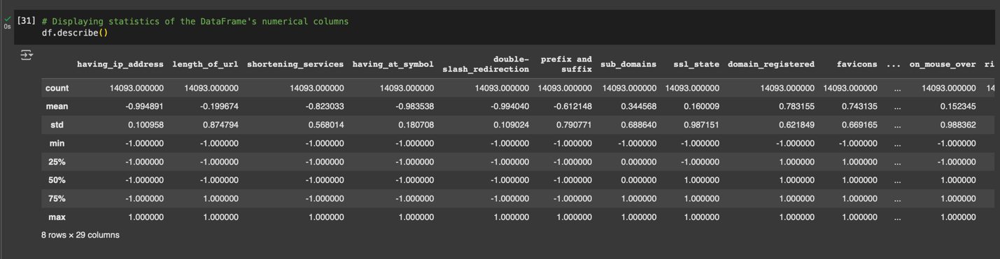 [31] # Displaying statistics of the DataFrame's numerical columns
0s df.describe()
having_ip_address length_of_url shortening_services having_at_symbol double-slash_redirection prefix and suffix sub_domains ssl_state domain_registered favicons ... on_mouse_over ri
count 14093.000000 14093.000000 14093.000000 14093.000000 14093.000000 14093.000000 14093.000000 14093.000000 14093.000000 14093.000000 ... 14093.000000 14
mean -0.994891 -0.199674 -0.823033 -0.983538 -0.994040 -0.612148 0.344568 0.160009 0.783155 0.743135 ... 0.152345
std 0.100958 0.874794 0.568014 0.180708 0.109024 0.790771 0.688640 0.987151 0.621849 0.669165 ... 0.988362
min -1.000000 -1.000000 -1.000000 -1.000000 -1.000000 -1.000000 -1.000000 -1.000000 -1.000000 -1.000000 ... -1.000000
25% -1.000000 -1.000000 -1.000000 -1.000000 -1.000000 -1.000000 0.000000 -1.000000 1.000000 1.000000 ... -1.000000
50% -1.000000 -1.000000 -1.000000 -1.000000 -1.000000 -1.000000 0.000000 1.000000 1.000000 1.000000 ... 1.000000
75% -1.000000 1.000000 -1.000000 -1.000000 -1.000000 -1.000000 1.000000 1.000000 1.000000 1.000000 ... 1.000000
max 1.000000 1.000000 1.000000 1.000000 1.000000 1.000000 1.000000 1.000000 1.000000 1.000000 ... 1.000000
8 rows × 29 columns